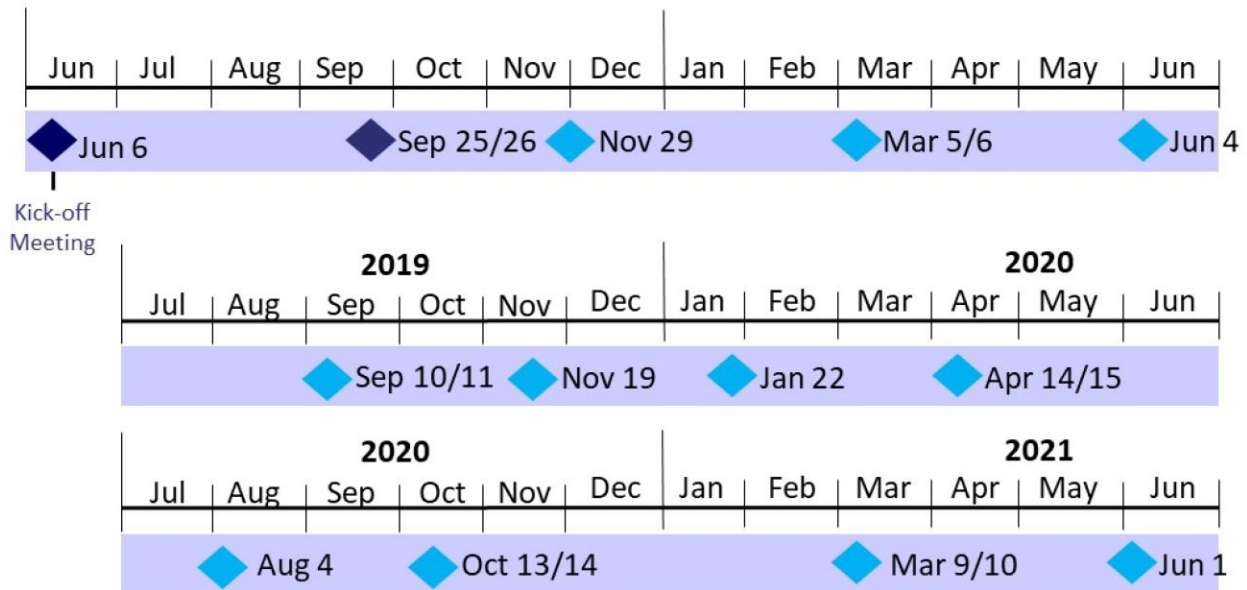 Jun Jul Aug Sep Oct Nov Dec Jan Feb Mar Apr May Jun
Jun 6 Sep 25/26 Nov 29 Mar 5/6 Jun 4
Kick-off
Meeting
2019 2020
Jul Aug Sep Oct Nov Dec Jan Feb Mar Apr May Jun
Sep 10/11 Nov 19 Jan 22 Apr 14/15
2020 2021
Jul Aug Sep Oct Nov Dec Jan Feb Mar Apr May Jun
Aug 4 Oct 13/14 Mar 9/10 Jun 1